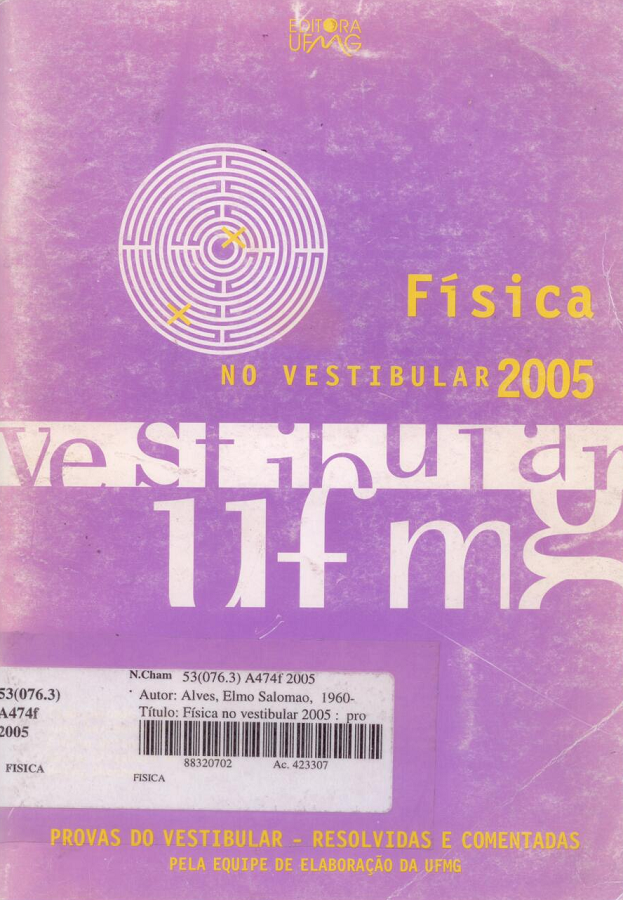 EDITORA
UFMG
Física
NO VESTIBULAR 2005
vestibular
ufmg
N.Cham 53(076.3) A474f 2005
53(076.3)
A474f
2005
FISICA
Autor: Alves, Elmo Salomao, 1960-
Título: Física no vestibular 2005 : pro
88320702 Ac. 423307
FISICA
PROVAS DO VESTIBULAR - RESOLVIDAS E COMENTADAS
PELA EQUIPE DE ELABORAÇÃO DA UFMG